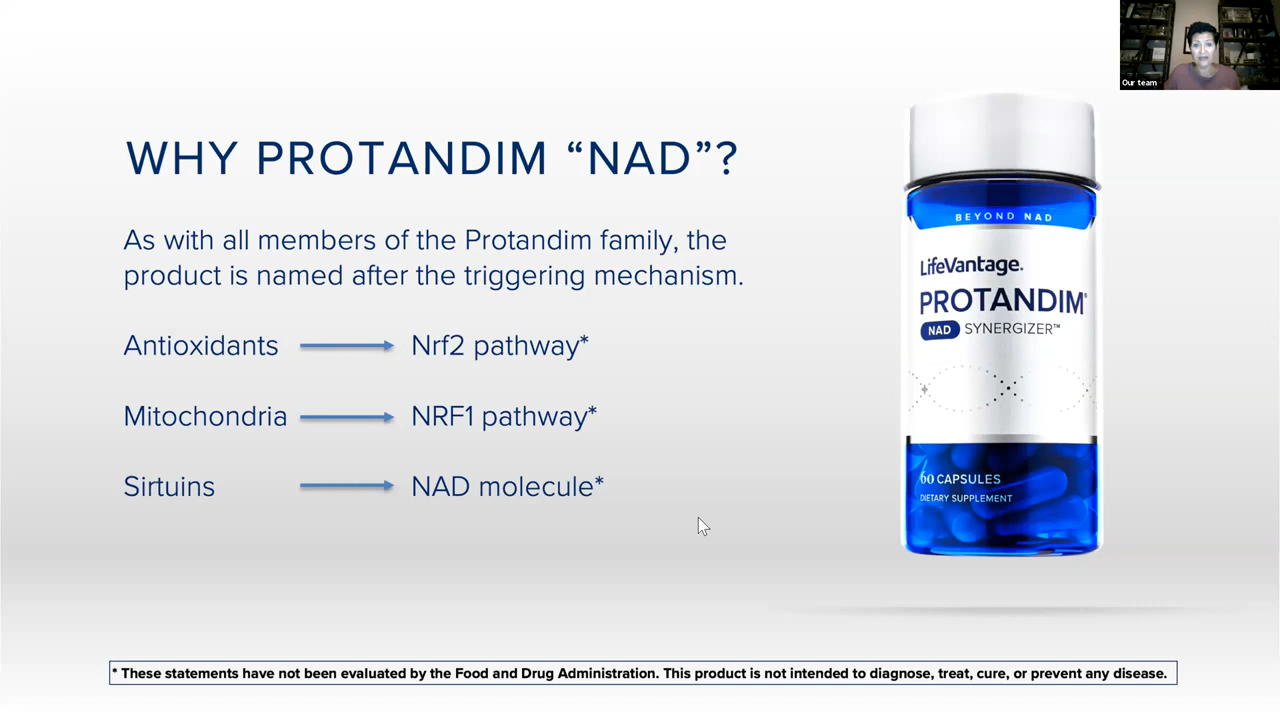 Our team
WHY PROTANDIM “NAD”?
As with all members of the Protandim family, the
product is named after the triggering mechanism.
Antioxidants Nrf2 pathway*
Mitochondria NRF1 pathway*
Sirtuins NAD molecule*
BEYOND NAD
LifeVantage.
PROTANDIM®
NAD SYNERGIZER™
60 CAPSULES
DIETARY SUPPLEMENT
* These statements have not been evaluated by the Food and Drug Administration. This product is not intended to diagnose, treat, cure, or prevent any disease.